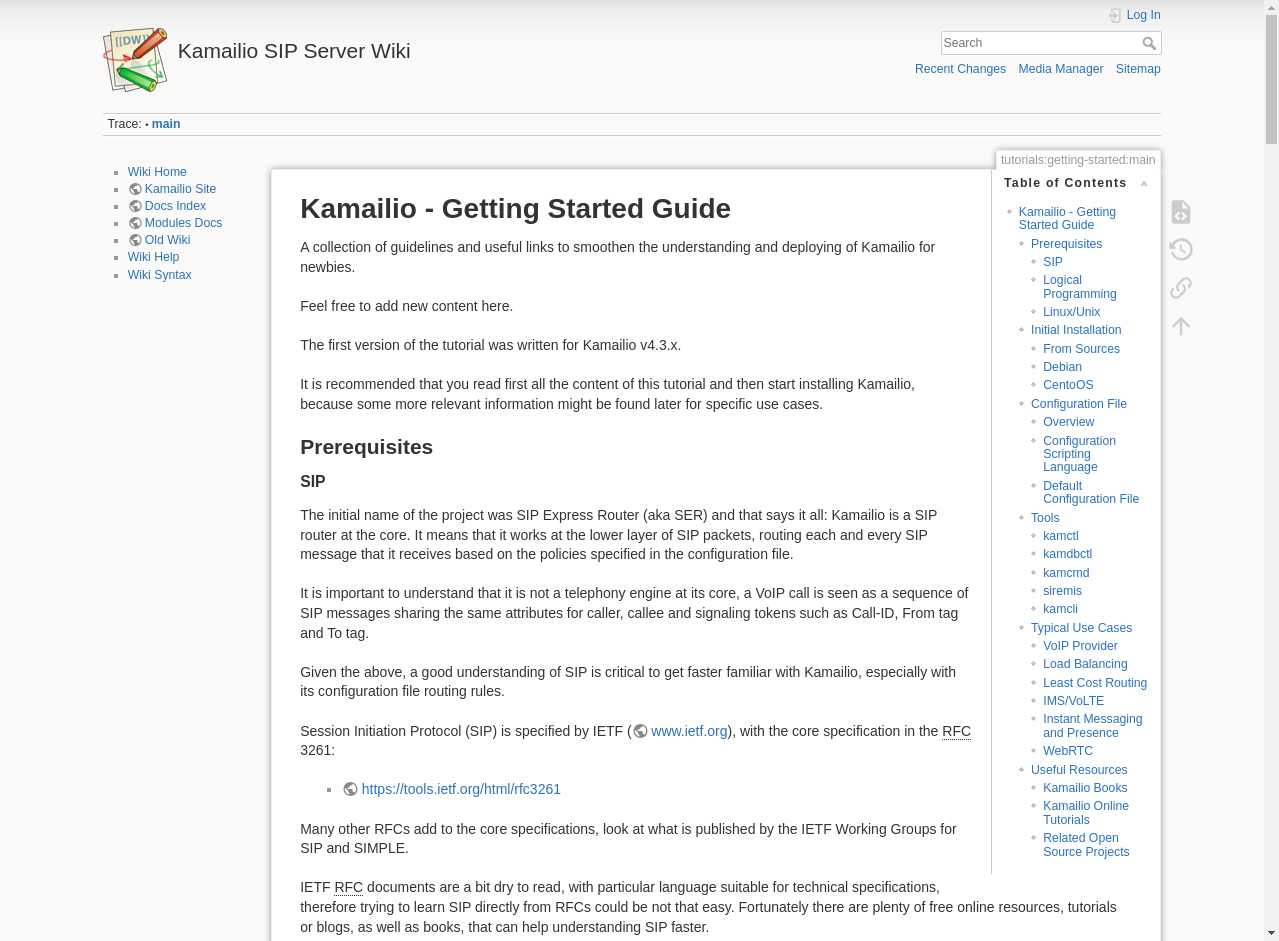 Log In
[[DW]]
Kamailio SIP Server Wiki
Search
Recent Changes Media Manager Sitemap
Trace: • main
Wiki Home
Kamailio Site
Docs Index
Modules Docs
Old Wiki
Wiki Help
Wiki Syntax
tutorials:getting-started:main
Table of Contents
Kamailio - Getting
Started Guide
Prerequisites
SIP
Logical
Programming
Linux/Unix
Initial Installation
From Sources
Debian
CentoOS
Configuration File
Overview
Configuration
Scripting
Language
Default
Configuration File
Tools
kamctl
kamdbctl
kamcmd
siremis
kamcli
Typical Use Cases
VoIP Provider
Load Balancing
Least Cost Routing
IMS/VoLTE
Instant Messaging
and Presence
WebRTC
Useful Resources
Kamailio Books
Kamailio Online
Tutorials
Related Open
Source Projects
Kamailio - Getting Started Guide
A collection of guidelines and useful links to smoothen the understanding and deploying of Kamailio for
newbies.
Feel free to add new content here.
The first version of the tutorial was written for Kamailio v4.3.x.
It is recommended that you read first all the content of this tutorial and then start installing Kamailio,
because some more relevant information might be found later for specific use cases.
Prerequisites
SIP
The initial name of the project was SIP Express Router (aka SER) and that says it all: Kamailio is a SIP
router at the core. It means that it works at the lower layer of SIP packets, routing each and every SIP
message that it receives based on the policies specified in the configuration file.
It is important to understand that it is not a telephony engine at its core, a VoIP call is seen as a sequence of
SIP messages sharing the same attributes for caller, callee and signaling tokens such as Call-ID, From tag
and To tag.
Given the above, a good understanding of SIP is critical to get faster familiar with Kamailio, especially with
its configuration file routing rules.
Session Initiation Protocol (SIP) is specified by IETF (www.ietf.org), with the core specification in the RFC
3261:
https://tools.ietf.org/html/rfc3261
Many other RFCs add to the core specifications, look at what is published by the IETF Working Groups for
SIP and SIMPLE.
IETF RFC documents are a bit dry to read, with particular language suitable for technical specifications,
therefore trying to learn SIP directly from RFCs could be not that easy. Fortunately there are plenty of free online resources, tutorials
or blogs, as well as books, that can help understanding SIP faster.